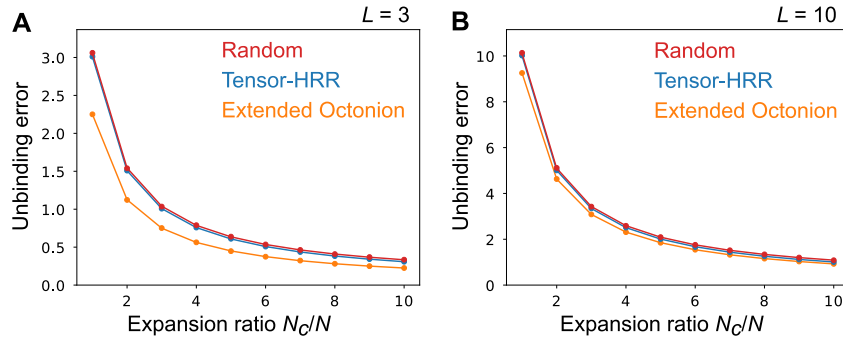 A
L = 3
Unbinding error
3.0
2.5
2.0
1.5
1.0
0.5
0.0
Random
Tensor-HRR
Extended Octonion
2
4
6
8
10
Expansion ratio N_C/N
B
L = 10
Unbinding error
10
8
6
4
2
0
Random
Tensor-HRR
Extended Octonion
2
4
6
8
10
Expansion ratio N_C/N